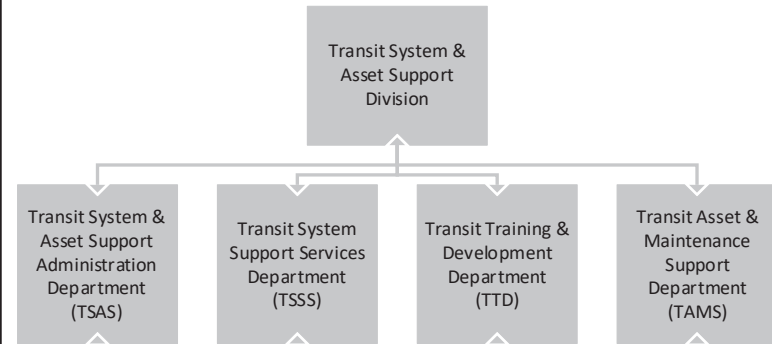 Transit System &
Asset Support
Division
Transit System &
Asset Support
Administration
Department
(TSAS)
Transit System
Support Services
Department
(TSSS)
Transit Training &
Development
Department
(TTD)
Transit Asset &
Maintenance
Support
Department
(TAMS)